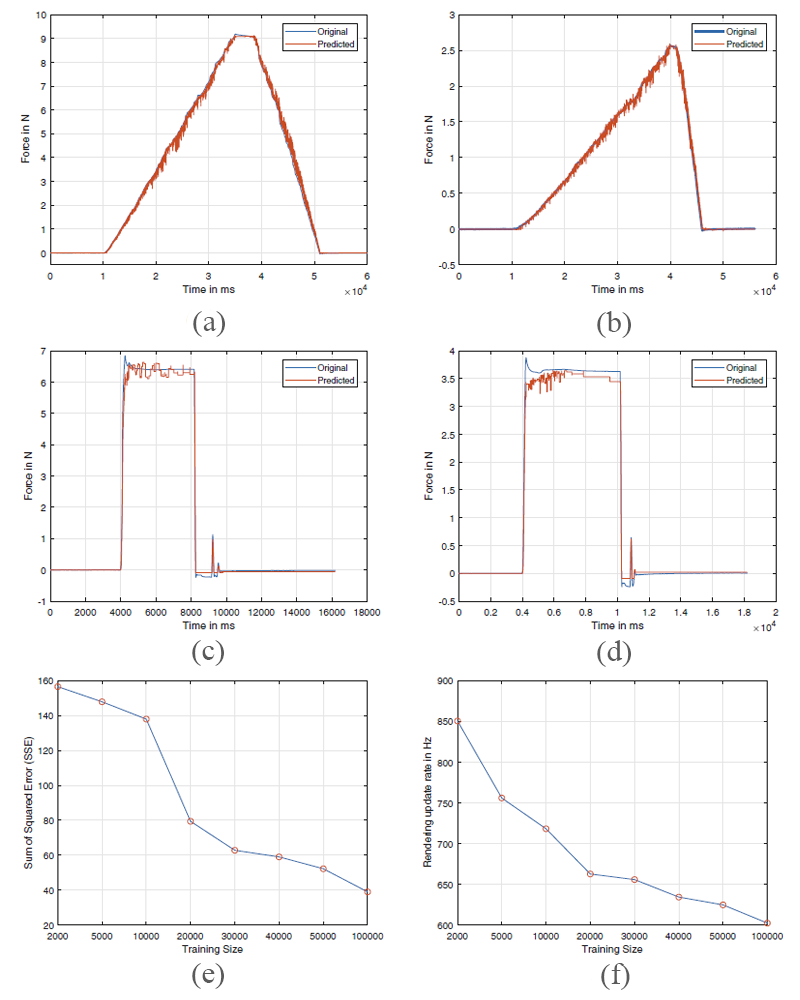 10
9
8
7
6
5
4
3
2
1
0
Force in N
Original
Predicted
0 1 2 3 4 5 6
Time in ms
×10⁴
(a)
3
2.5
2
1.5
1
0.5
0
-0.5
Force in N
Original
Predicted
0 1 2 3 4 5 6
Time in ms
×10⁴
(b)
7
6
5
4
3
2
1
0
-1
Force in N
Original
Predicted
0 2000 4000 6000 8000 10000 12000 14000 16000 18000
Time in ms
(c)
4
3.5
3
2.5
2
1.5
1
0.5
0
-0.5
Force in N
Original
Predicted
0 0.2 0.4 0.6 0.8 1 1.2 1.4 1.6 1.8 2
Time in ms
×10⁴
(d)
160
140
120
100
80
60
40
20
Sum of Squared Error (SSE)
2000 5000 10000 20000 30000 40000 50000 100000
Training Size
(e)
900
850
800
750
700
650
600
Rendering update rate in Hz
2000 5000 10000 20000 30000 40000 50000 100000
Training Size
(f)